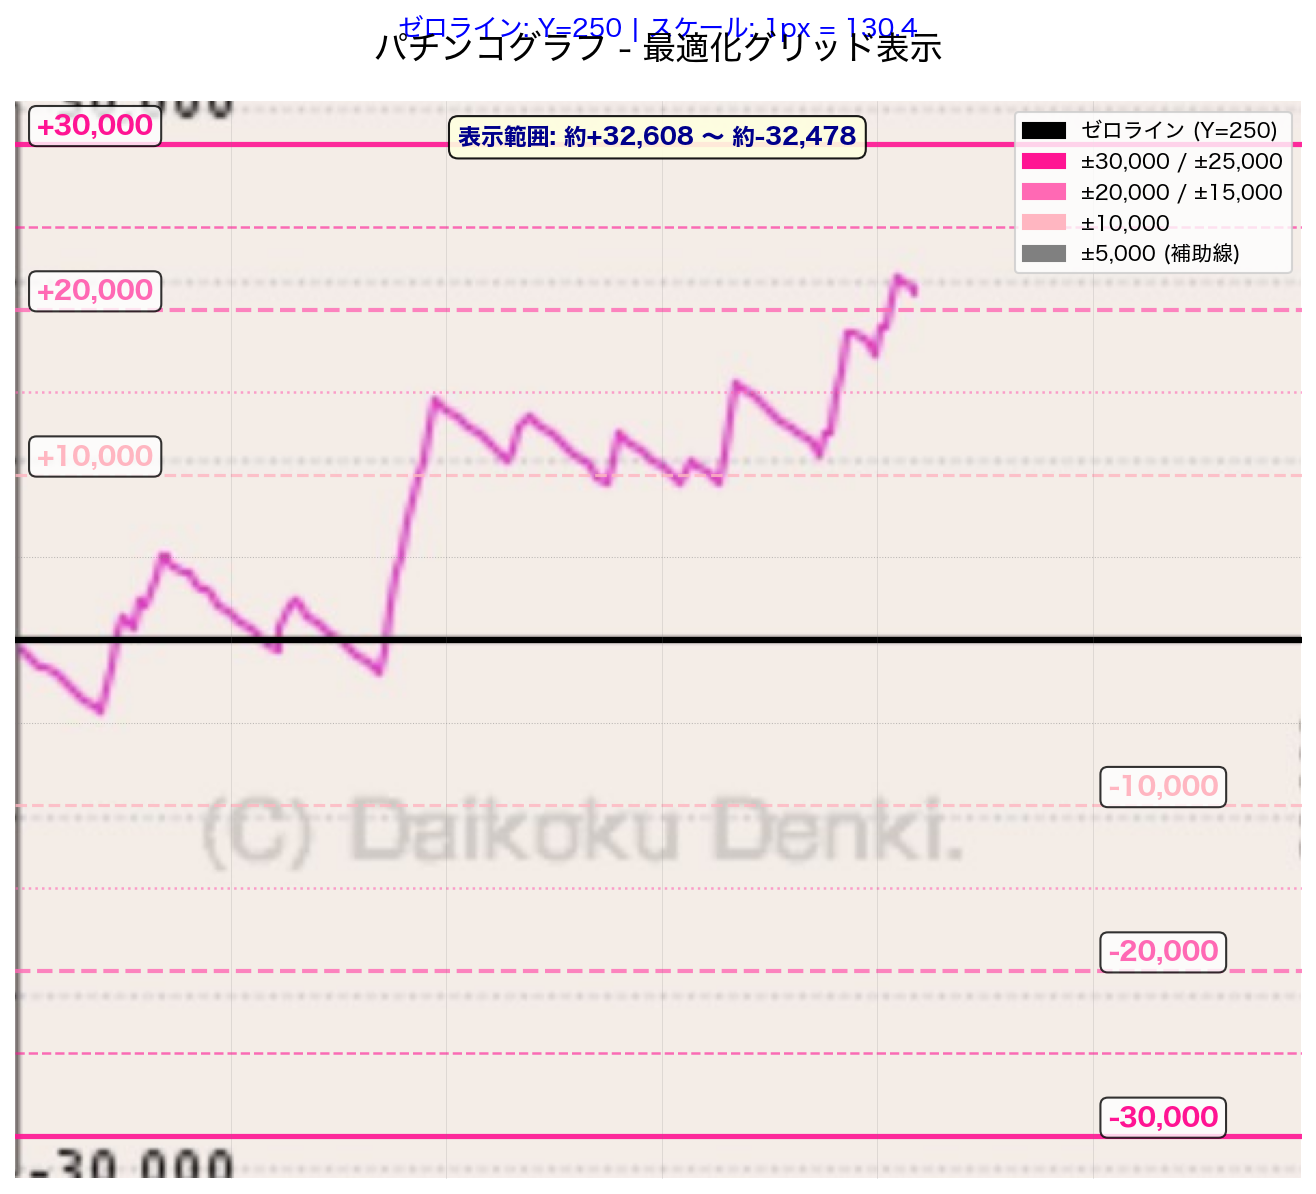 ゼロライン: Y=250 | スケール: 1px = 130.4
パチンコグラフ - 最適化グリッド表示
+30,000
表示範囲: 約+32,608 〜 約-32,478
ゼロライン (Y=250)
±30,000 / ±25,000
±20,000 / ±15,000
±10,000
±5,000 (補助線)
+20,000
+10,000
-10,000
(C) Daikoku Denki.
-20,000
-30,000
-30,000